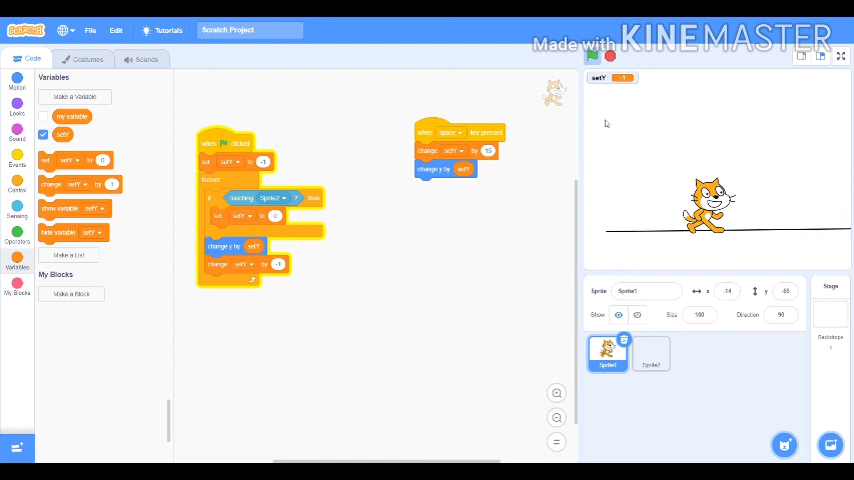 SCRATCH File Edit Tutorials Scratch Project
Made with KINEMASTER
Code Costumes Sounds
Motion
Looks
Sound
Events
Control
Sensing
Operators
Variables
My Blocks
Variables
Make a Variable
my variable
setY
set setY to 0
change setY by 1
show variable setY
hide variable setY
Make a List
My Blocks
Make a Block
when clicked
set setY to -1
forever
if touching Sprite2 ? then
set setY to 0
change y by setY
change setY by -1
when space key pressed
change setY by 15
change y by setY
setY -1
Sprite Sprite1 x -14 y -65
Show Size 100 Direction 90
Sprite1
Sprite2
Stage
Backdrops
1